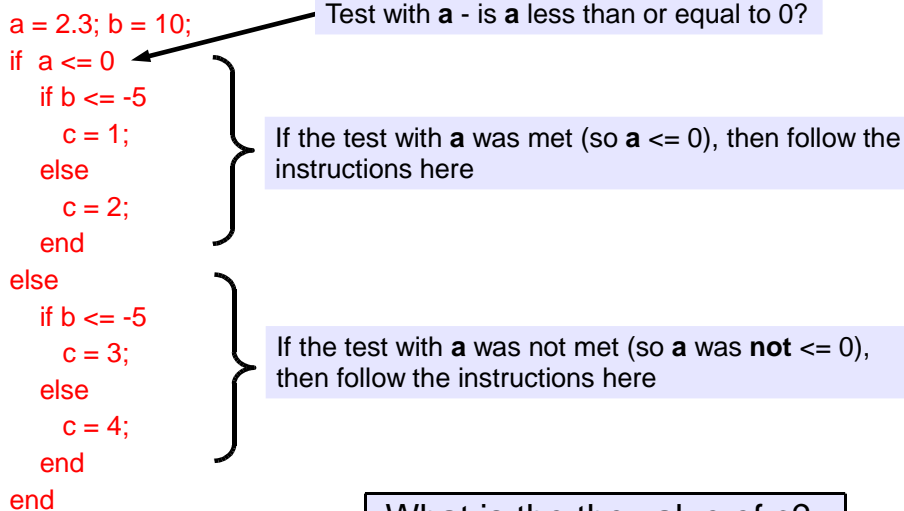 a = 2.3; b = 10;
Test with a - is a less than or equal to 0?
if a <= 0
if b <= -5
c = 1;
else
c = 2;
end
If the test with a was met (so a <= 0), then follow the
instructions here
else
if b <= -5
c = 3;
else
c = 4;
end
end
If the test with a was not met (so a was not <= 0),
then follow the instructions here
What is the the value of c?